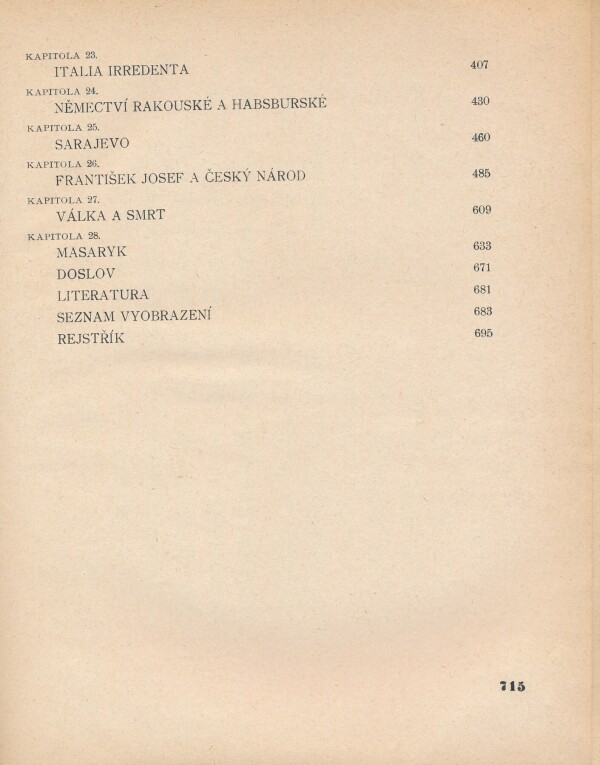 KAPITOLA 23.
ITALIA IRREDENTA 407
KAPITOLA 24.
NĚMECTVÍ RAKOUSKÉ A HABSBURSKÉ 430
KAPITOLA 25.
SARAJEVO 460
KAPITOLA 26.
FRANTIŠEK JOSEF A ČESKÝ NÁROD 485
KAPITOLA 27.
VÁLKA A SMRT 609
KAPITOLA 28.
MASARYK 633
DOSLOV 671
LITERATURA 681
SEZNAM VYOBRAZENÍ 683
REJSTŘÍK 695
715